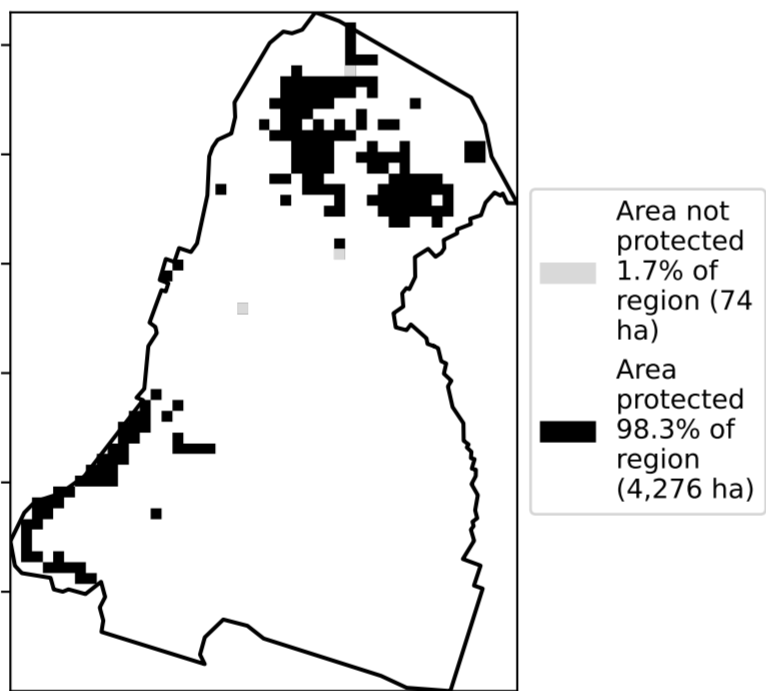 Area not
protected
1.7% of
region (74
ha)
Area
protected
98.3% of
region
(4,276 ha)